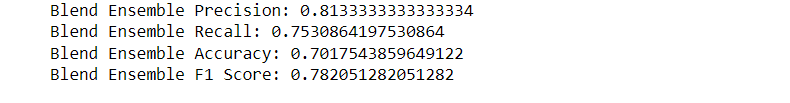 Blend Ensemble Precision: 0.8133333333333334
Blend Ensemble Recall: 0.7530864197530864
Blend Ensemble Accuracy: 0.7017543859649122
Blend Ensemble F1 Score: 0.782051282051282